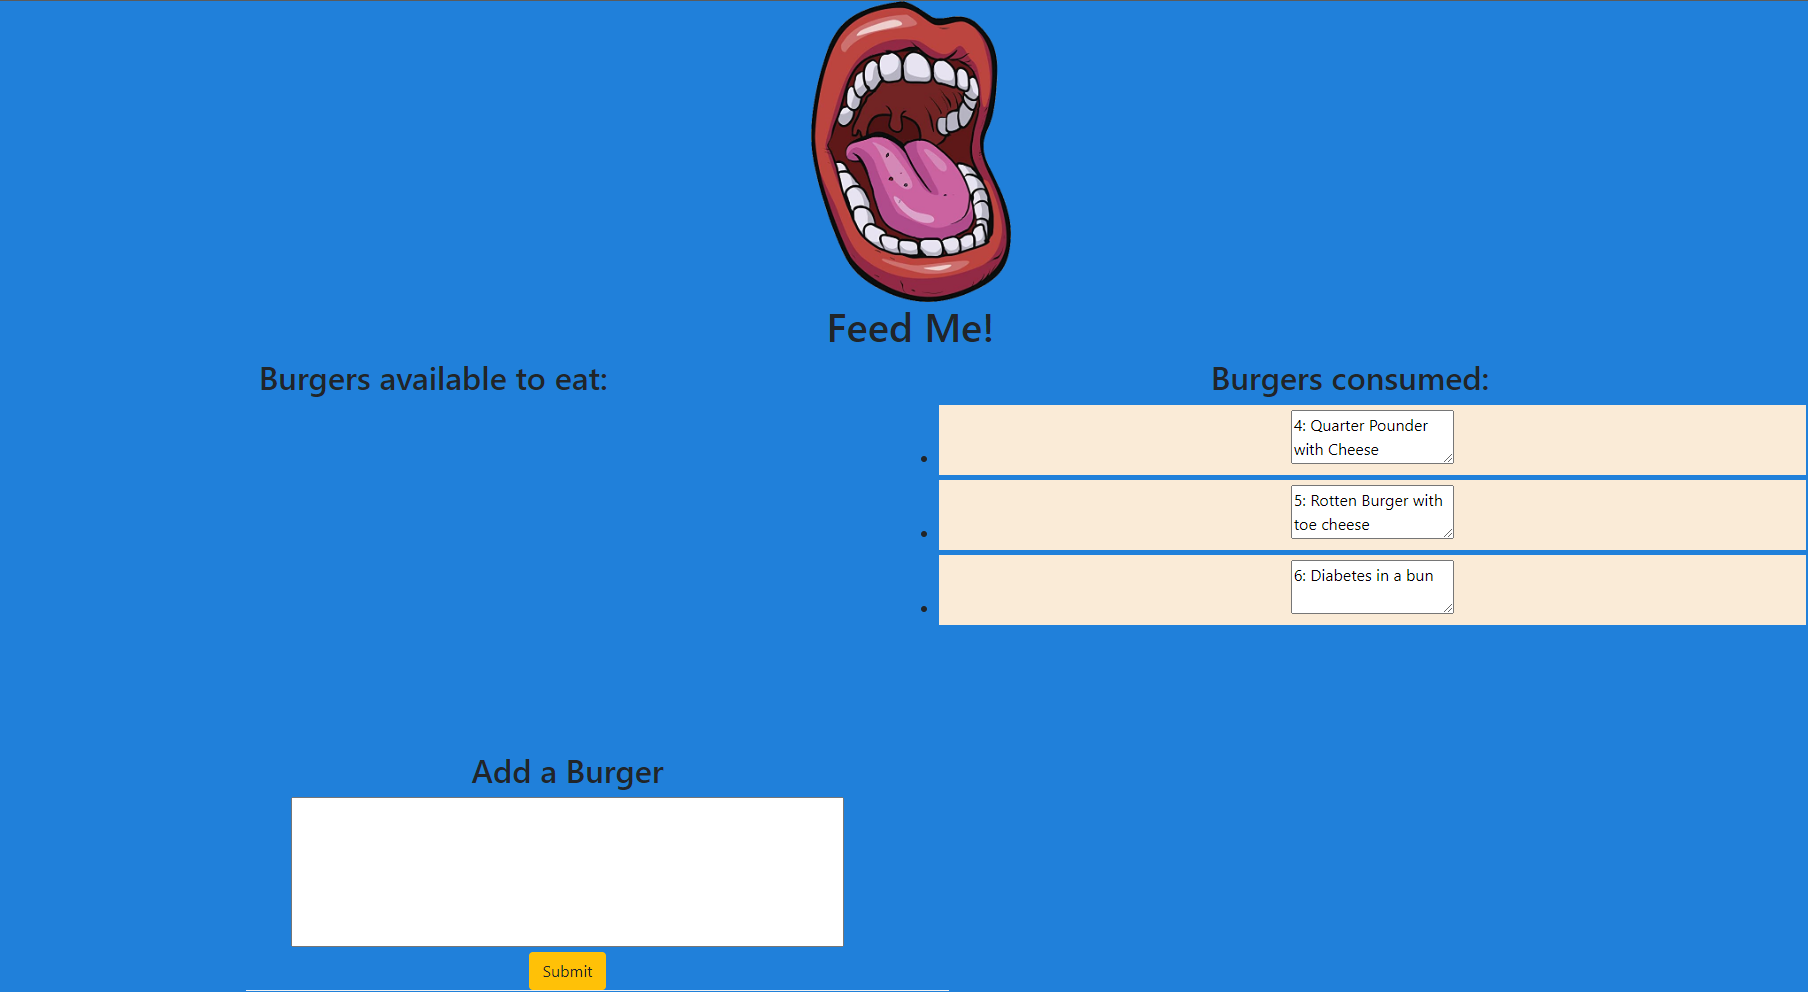 Feed Me!
Burgers available to eat:
Burgers consumed:
4: Quarter Pounder
with Cheese
5: Rotten Burger with
toe cheese
6: Diabetes in a bun
Add a Burger
Submit